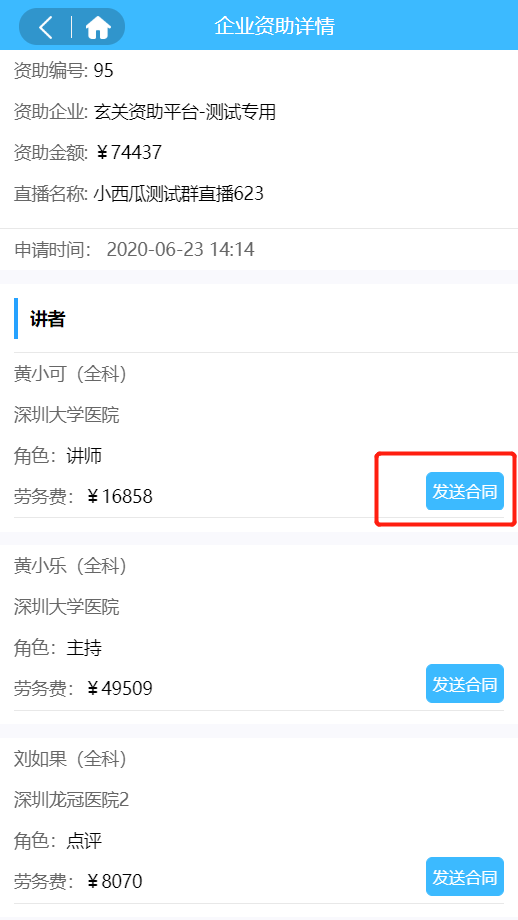 企业资助详情
资助编号: 95
资助企业: 玄关资助平台-测试专用
资助金额: ￥74437
直播名称: 小西瓜测试群直播623
申请时间： 2020-06-23 14:14
讲者
黄小可（全科）
深圳大学医院
角色：讲师
劳务费：￥16858
发送合同
黄小乐（全科）
深圳大学医院
角色：主持
劳务费：￥49509
发送合同
刘如果（全科）
深圳龙冠医院2
角色：点评
劳务费：￥8070
发送合同